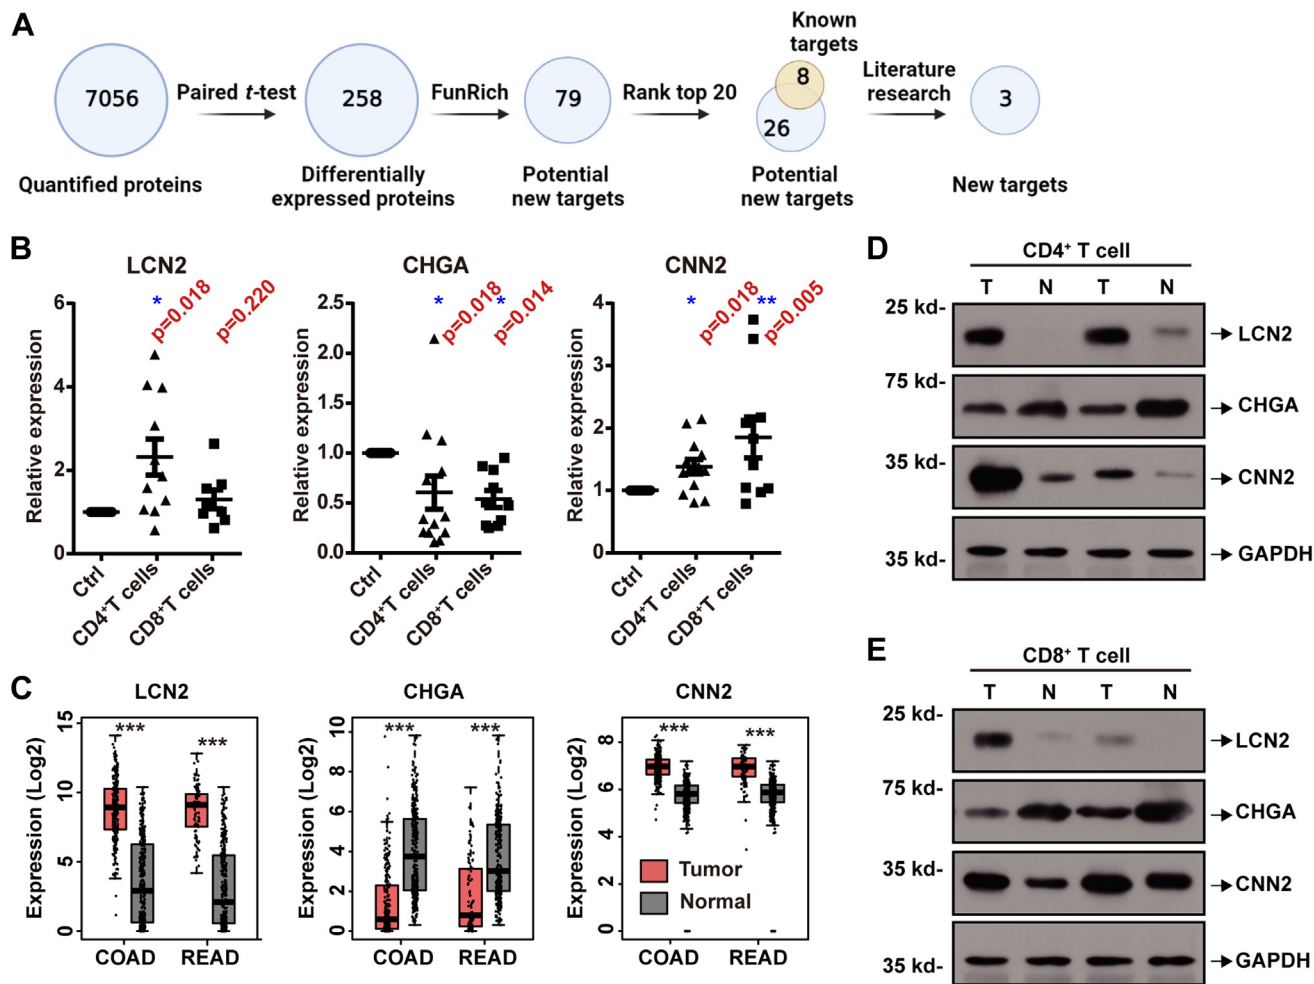 A
Known
targets
7056
Paired t-test
258
FunRich
79
Rank top 20
8
26
Literature
research
3
Quantified proteins
Differentially
expressed proteins
Potential
new targets
Potential
new targets
New targets
B
LCN2
Relative expression
6
4
2
0
*
p=0.018
p=0.220
Ctrl
CD4+T cells
CD8+T cells
CHGA
Relative expression
2.5
2.0
1.5
1.0
0.5
0.0
*
p=0.018
*
p=0.014
Ctrl
CD4+T cells
CD8+T cells
CNN2
Relative expression
4
3
2
1
0
*
p=0.018
**
p=0.005
Ctrl
CD4+T cells
CD8+T cells
C
LCN2
Expression (Log2)
15
10
5
0
***
***
COAD
READ
CHGA
Expression (Log2)
10
8
6
4
2
0
***
***
COAD
READ
CNN2
Expression (Log2)
8
6
4
2
0
***
***
Tumor
Normal
COAD
READ
D
CD4+ T cell
T N T N
25 kd-
LCN2
75 kd-
CHGA
35 kd-
CNN2
35 kd-
GAPDH
E
CD8+ T cell
T N T N
25 kd-
LCN2
75 kd-
CHGA
35 kd-
CNN2
35 kd-
GAPDH